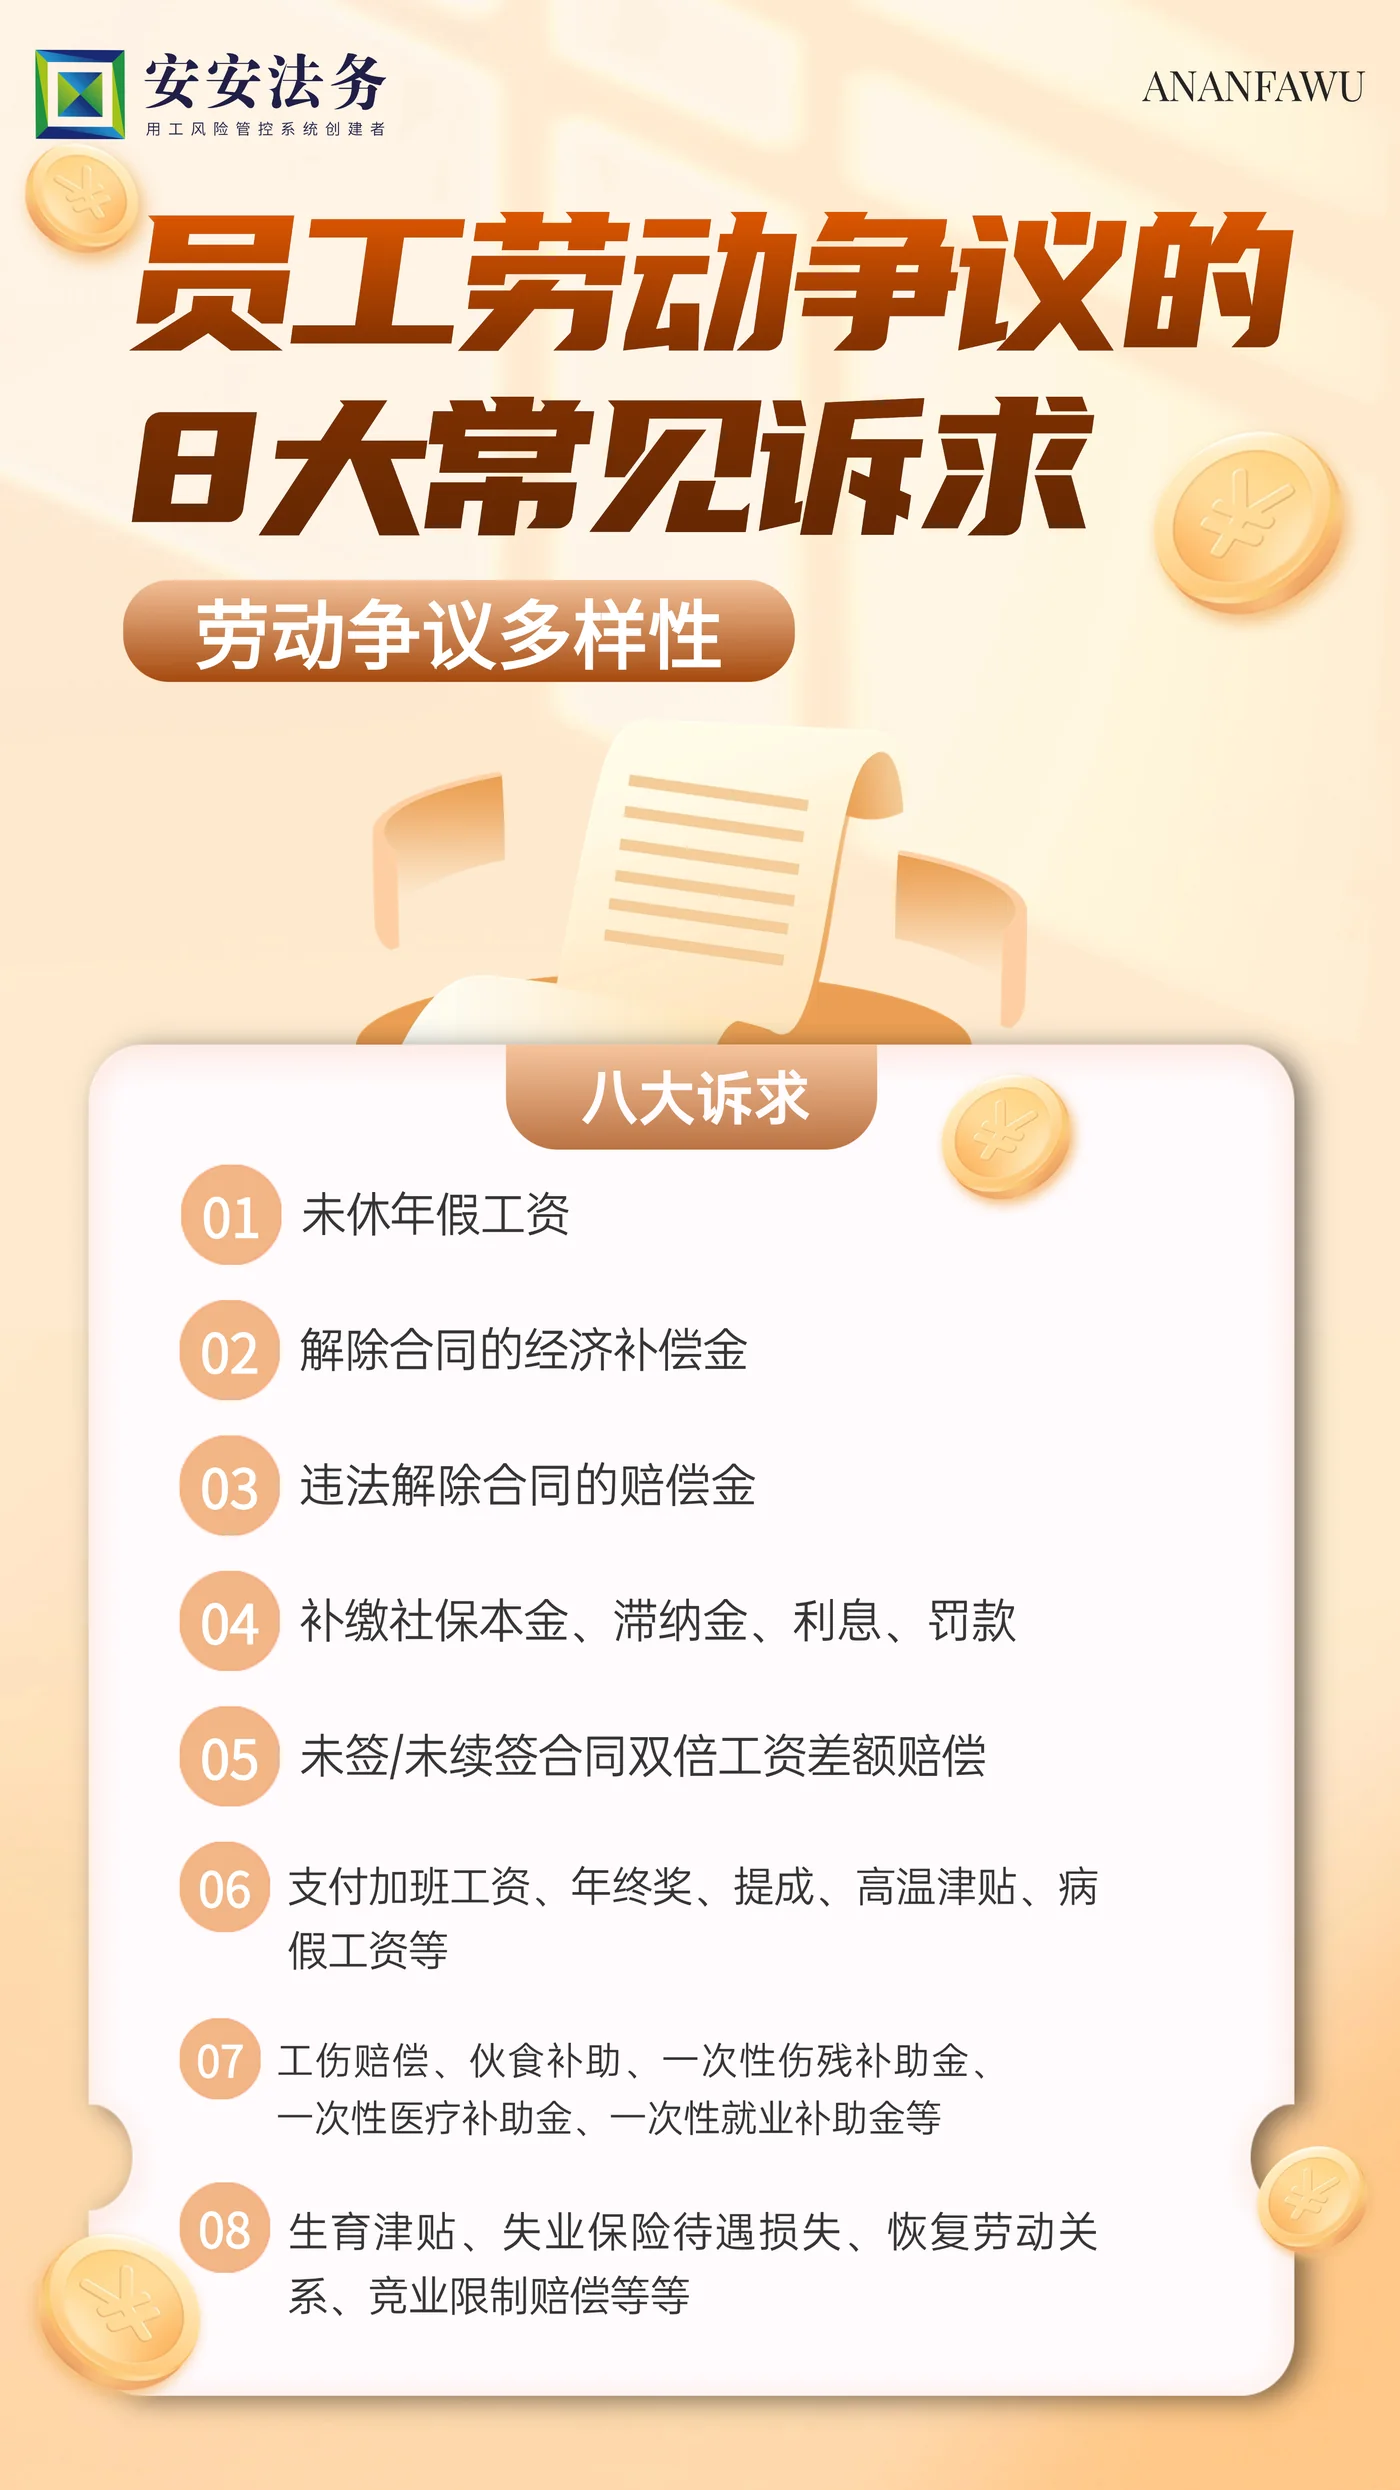 安安法务
用工风险管控系统创建者
ANANFAWU
员工劳动争议的
8大常见诉求
劳动争议多样性
八大诉求
01 未休年假工资
02 解除合同的经济补偿金
03 违法解除合同的赔偿金
04 补缴社保本金、滞纳金、利息、罚款
05 未签/未续签合同双倍工资差额赔偿
06 支付加班工资、年终奖、提成、高温津贴、病
假工资等
07 工伤赔偿、伙食补助、一次性伤残补助金、
一次性医疗补助金、一次性就业补助金等
08 生育津贴、失业保险待遇损失、恢复劳动关
系、竞业限制赔偿等等